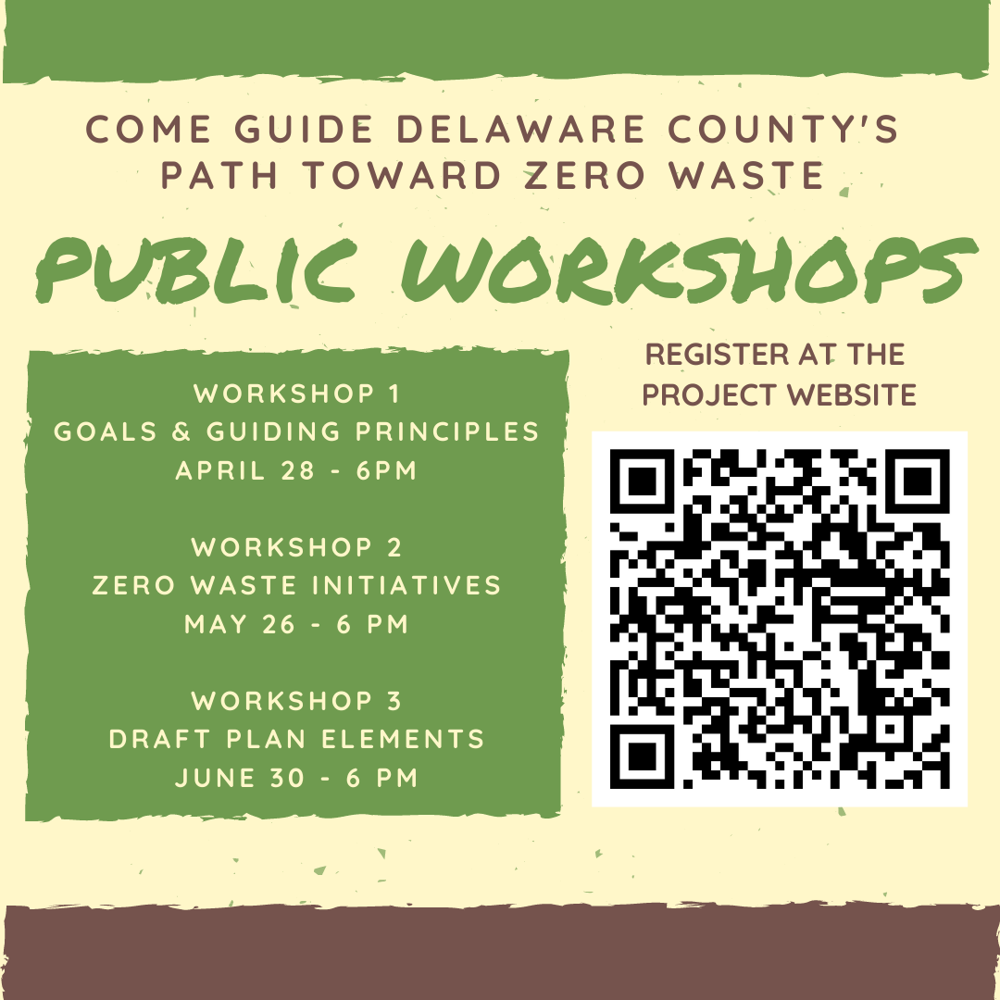 COME GUIDE DELAWARE COUNTY'S
PATH TOWARD ZERO WASTE
PUBLIC WORKSHOPS
WORKSHOP 1
GOALS & GUIDING PRINCIPLES
APRIL 28 - 6PM
WORKSHOP 2
ZERO WASTE INITIATIVES
MAY 26 - 6 PM
WORKSHOP 3
DRAFT PLAN ELEMENTS
JUNE 30 - 6 PM
REGISTER AT THE
PROJECT WEBSITE